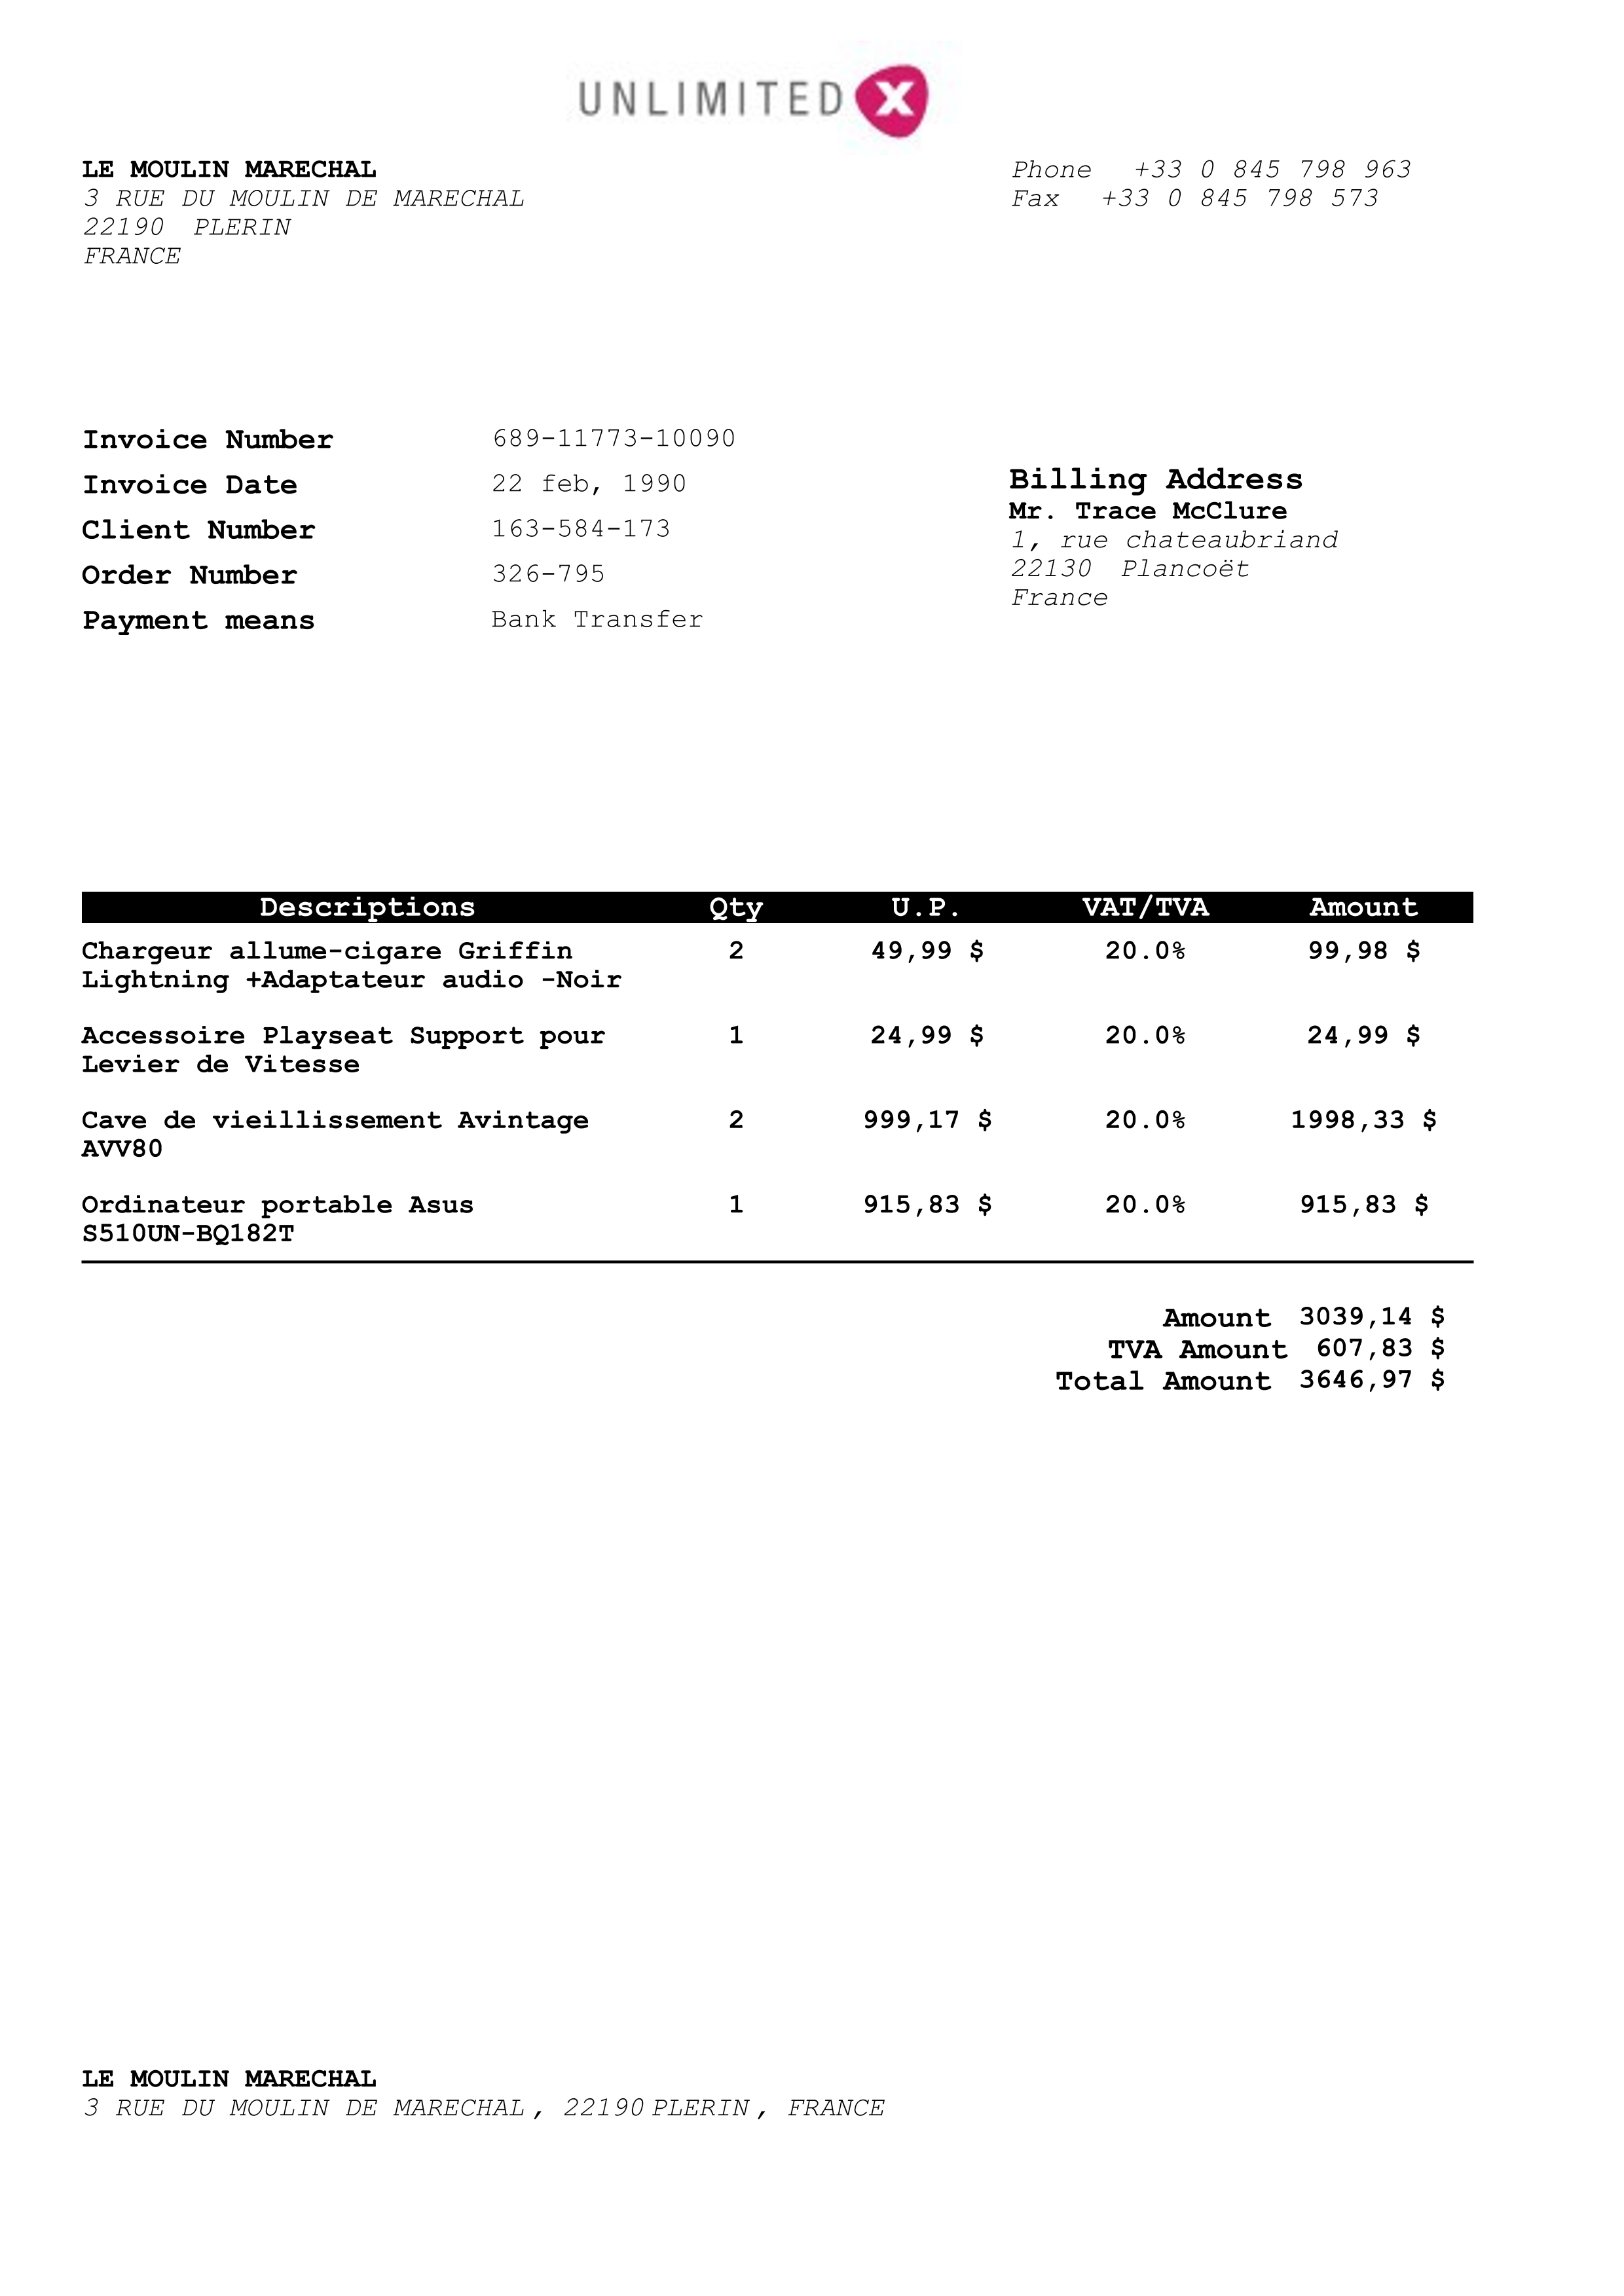 UNLIMITED X
LE MOULIN MARECHAL
3 RUE DU MOULIN DE MARECHAL
22190 PLERIN
FRANCE
Phone +33 0 845 798 963
Fax +33 0 845 798 573
Invoice Number 689-11773-10090
Invoice Date 22 feb, 1990
Client Number 163-584-173
Order Number 326-795
Payment means Bank Transfer
Billing Address
Mr. Trace McClure
1, rue chateaubriand
22130 Plancoët
France
Descriptions Qty U.P. VAT/TVA Amount
Chargeur allume-cigare Griffin 2 49,99 $ 20.0% 99,98 $
Lightning +Adaptateur audio -Noir
Accessoire Playseat Support pour 1 24,99 $ 20.0% 24,99 $
Levier de Vitesse
Cave de vieillissement Avintage 2 999,17 $ 20.0% 1998,33 $
AVV80
Ordinateur portable Asus 1 915,83 $ 20.0% 915,83 $
S510UN-BQ182T
Amount 3039,14 $
TVA Amount 607,83 $
Total Amount 3646,97 $
LE MOULIN MARECHAL
3 RUE DU MOULIN DE MARECHAL , 22190 PLERIN , FRANCE